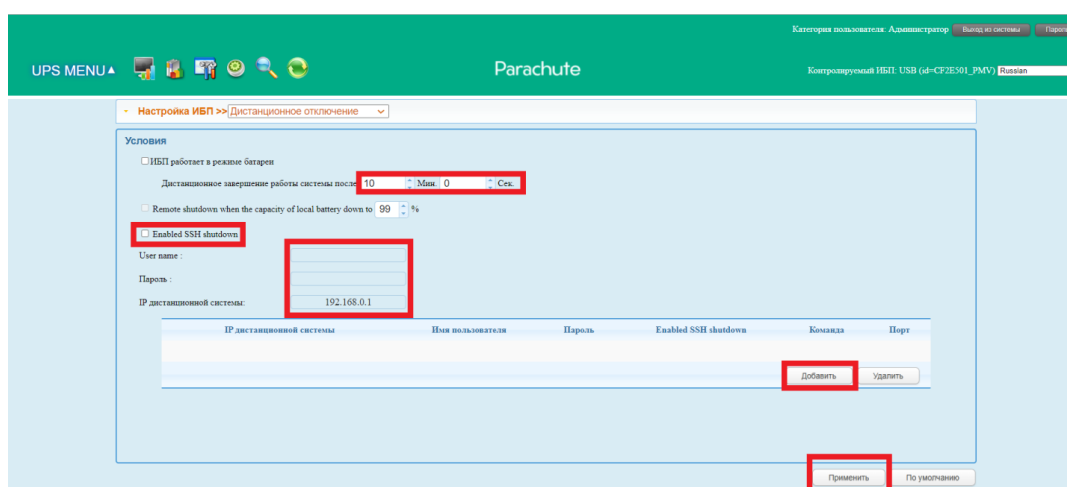 Категория пользователя: Администратор Выход из системы
UPS MENU▲ Parachute Контролируемый ИБП: USB (id=CF2E501_PMV) Russian
Настройка ИБП >> Дистанционное отключение
Условия
ИБП работает в режиме батареи
Дистанционное завершение работы системы после 10 Мин. 0 Сек.
Remote shutdown when the capacity of local battery down to 99 %
Enabled SSH shutdown
User name :
Пароль :
IP дистанционной системы: 192.168.0.1
IP дистанционной системы Имя пользователя Пароль Enabled SSH shutdown Команда Порт
Добавить Удалить
Применить По умолчанию